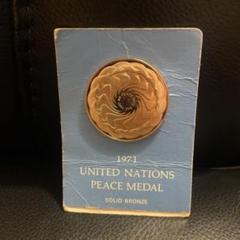 1971
UNITED NATIONS
PEACE MEDAL
SOLID BRONZE